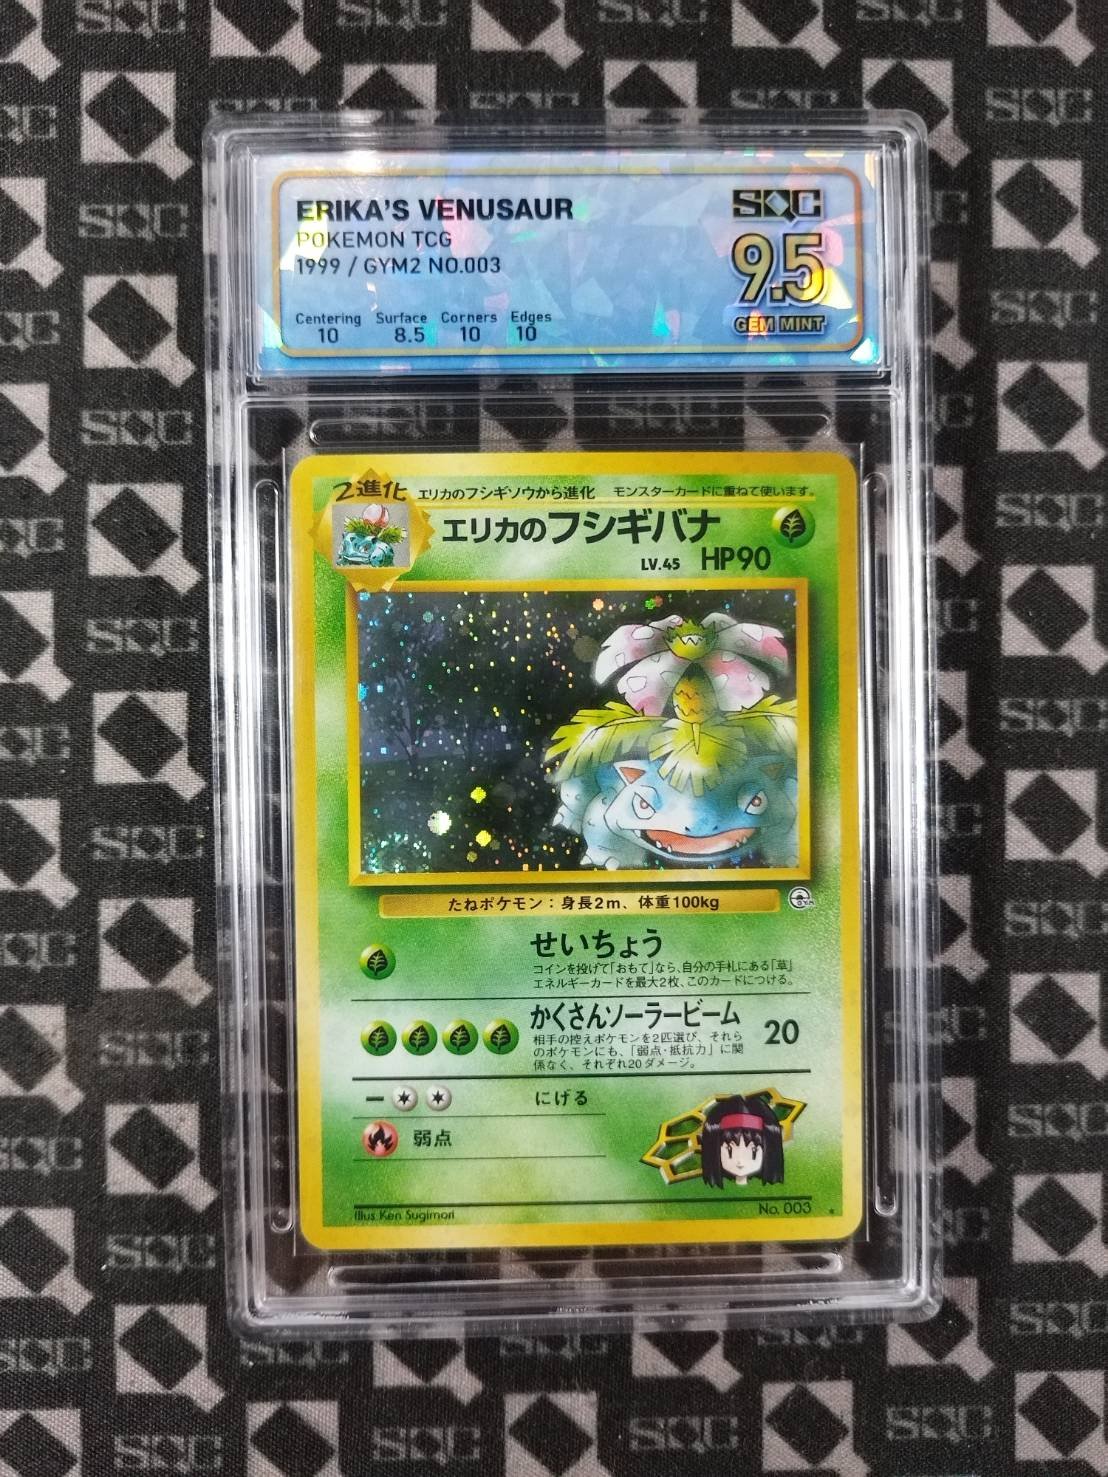 ERIKA'S VENUSAUR
POKEMON TCG
1999 / GYM2 NO.003
Centering Surface Corners Edges
10 8.5 10 10
SQC
9.5
GEM MINT
2進化 エリカのフシギソウから進化 モンスターカードに重ねて使います。
エリカのフシギバナ
LV.45 HP90
たねポケモン：身長2m、体重100kg
GYM
せいちょう
コインを投げて「おもて」なら、自分の手札にある「草」
エネルギーカードを最大2枚、このカードにつける。
かくさんソーラービーム 20
相手の控えポケモンを2匹選び、それら
のポケモンにも、「弱点・抵抗力」に関
係なく、それぞれ20ダメージ。
にげる
弱点
Illus. Ken Sugimori No. 003
SQC